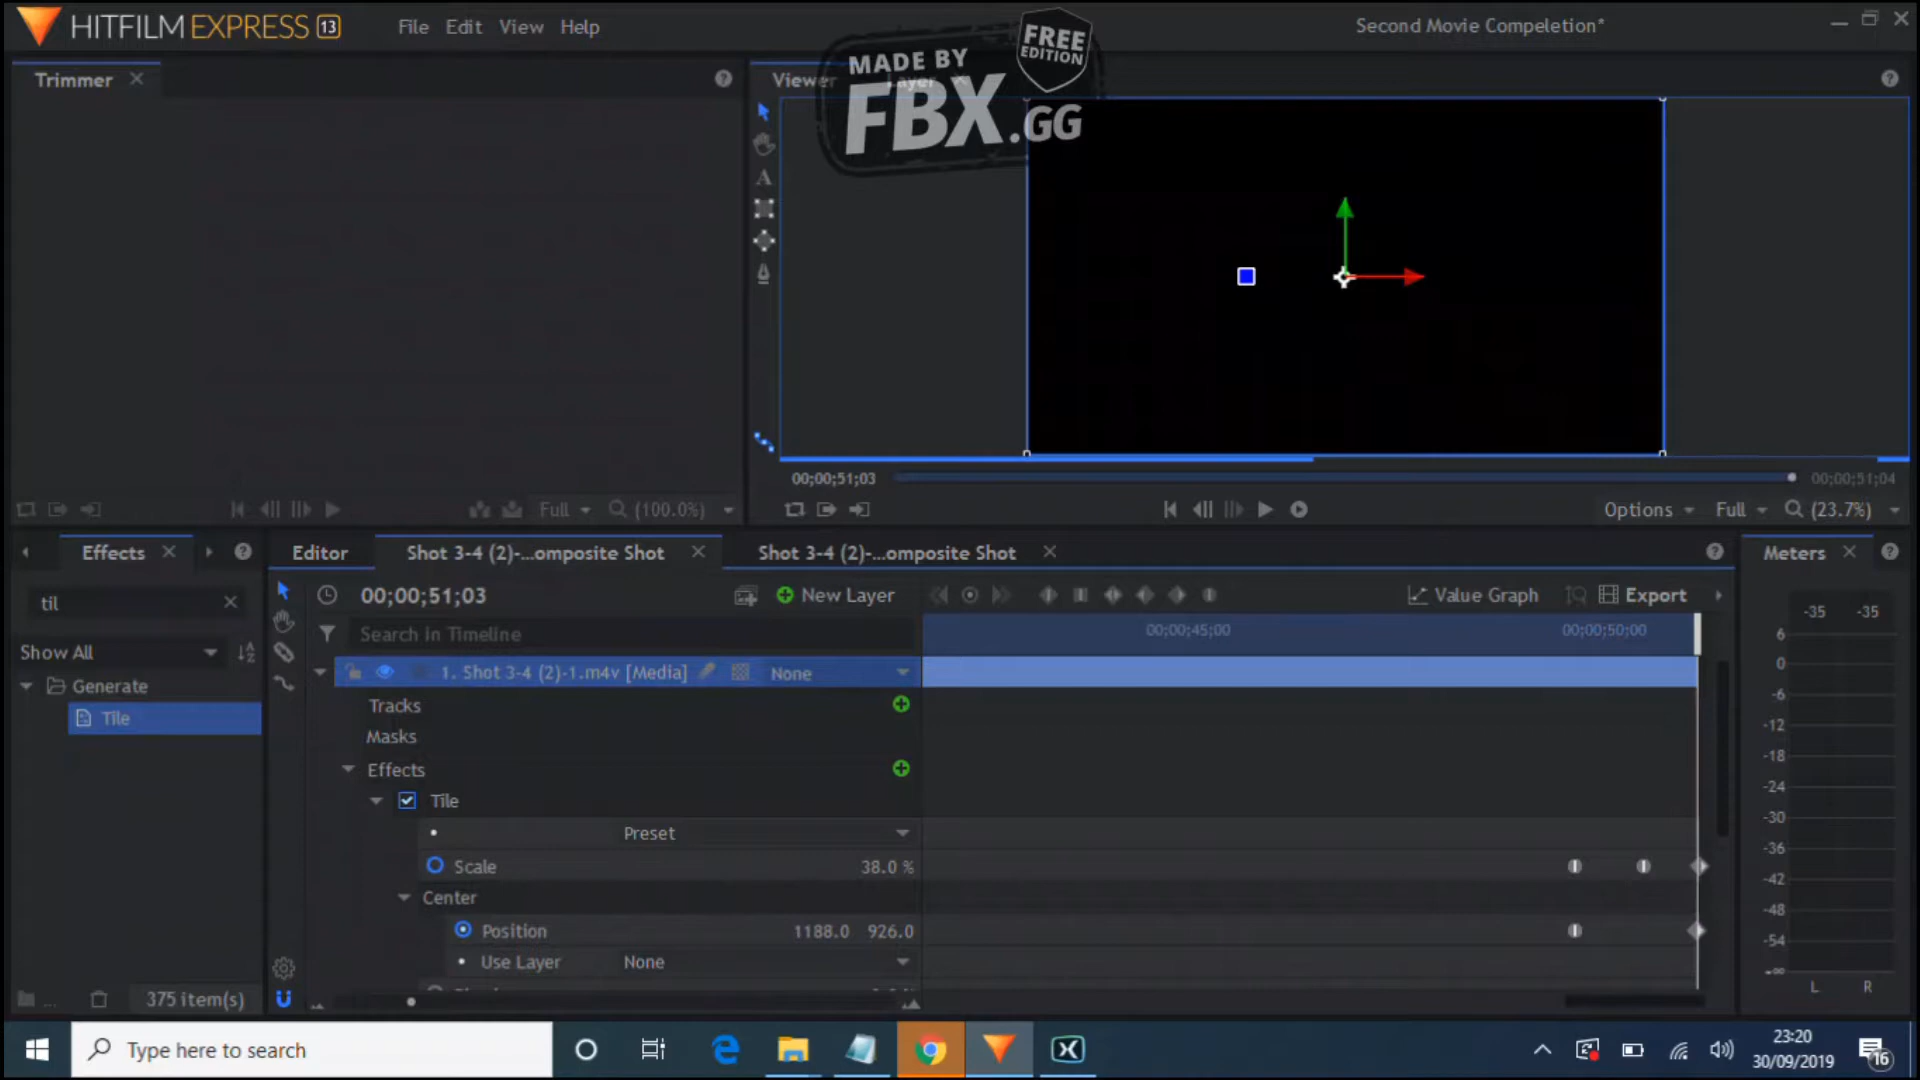 HITFILM EXPRESS 13
File Edit View Help
Second Movie Compeletion*
MADE BY
FBX.GG
FREE
EDITION
Trimmer
Viewer Layer
Full (100.0%)
00;00;51;03
00;00;51;04
Options Full (23.7%)
Effects
Editor
Shot 3-4 (2)-...omposite Shot
Shot 3-4 (2)-...omposite Shot
Meters
til
00;00;51;03
New Layer
Value Graph
Export
-35 -35
Search In Timeline
00;00;45;00
00;00;50;00
Show All
Generate
Tile
1. Shot 3-4 (2)-1.m4v [Media]
None
Tracks
Masks
Effects
Tile
Preset
Scale
38.0 %
Center
Position
1188.0 926.0
Use Layer
None
375 item(s)
6
0
-6
-12
-18
-24
-30
-36
-42
-48
-54
-∞
L R
Type here to search
23:20
30/09/2019
16